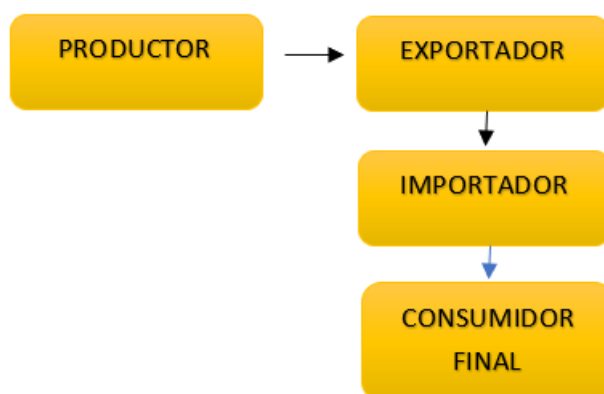 PRODUCTOR
EXPORTADOR
IMPORTADOR
CONSUMIDOR
FINAL